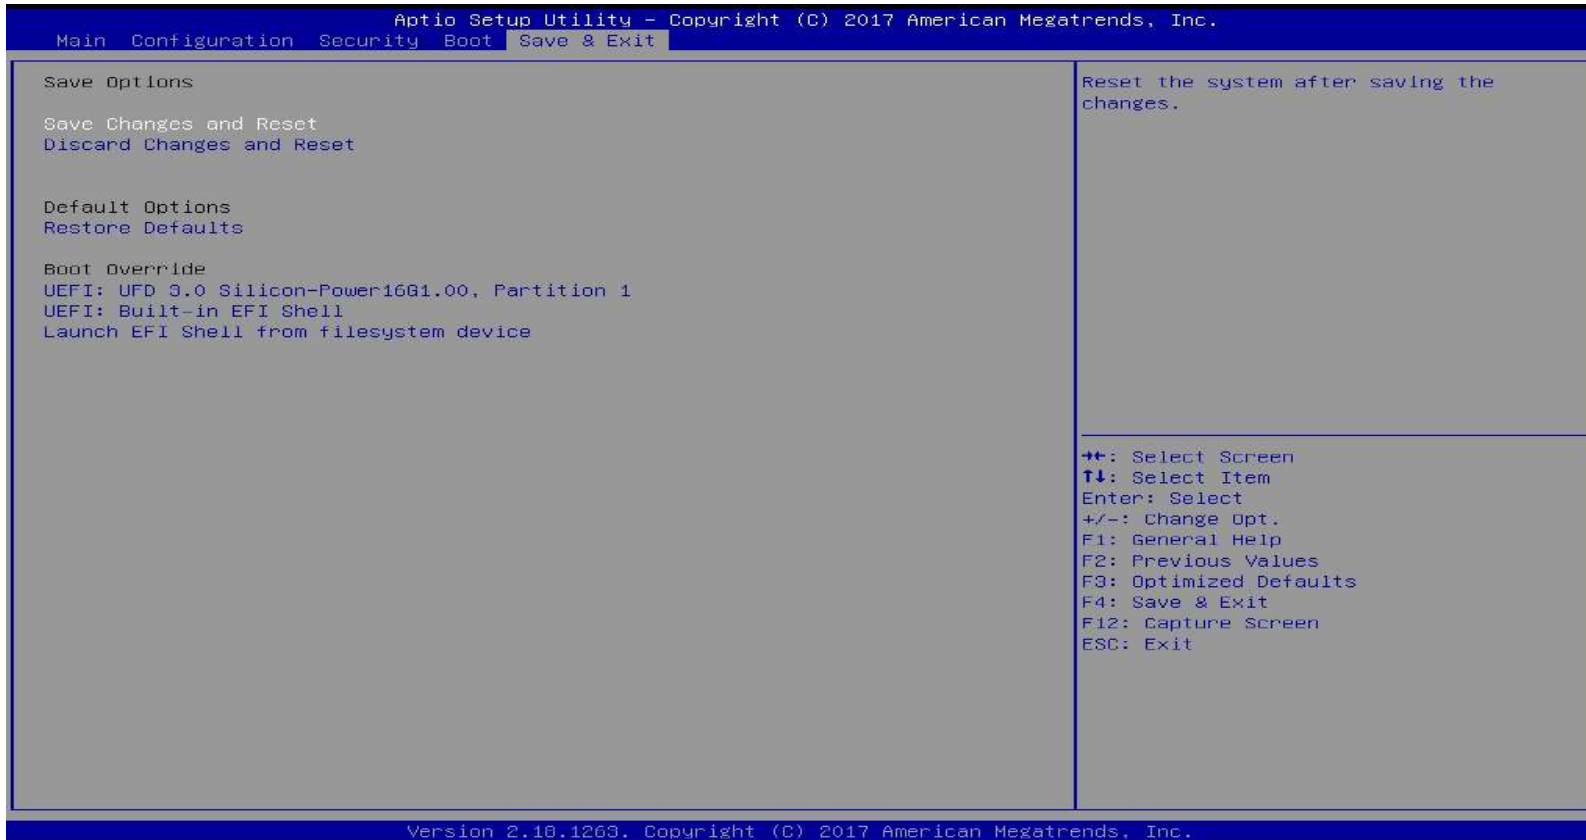 Aptio Setup Utility – Copyright (C) 2017 American Megatrends, Inc.
Main Configuration Security Boot Save & Exit
Save Options
Save Changes and Reset
Discard Changes and Reset
Default Options
Restore Defaults
Boot Override
UEFI: UFD 3.0 Silicon-Power16G1.00, Partition 1
UEFI: Built-in EFI Shell
Launch EFI Shell from filesystem device
Reset the system after saving the
changes.
→←: Select Screen
↑↓: Select Item
Enter: Select
+/-: Change Opt.
F1: General Help
F2: Previous Values
F3: Optimized Defaults
F4: Save & Exit
F12: Capture Screen
ESC: Exit
Version 2.18.1263. Copyright (C) 2017 American Megatrends, Inc.